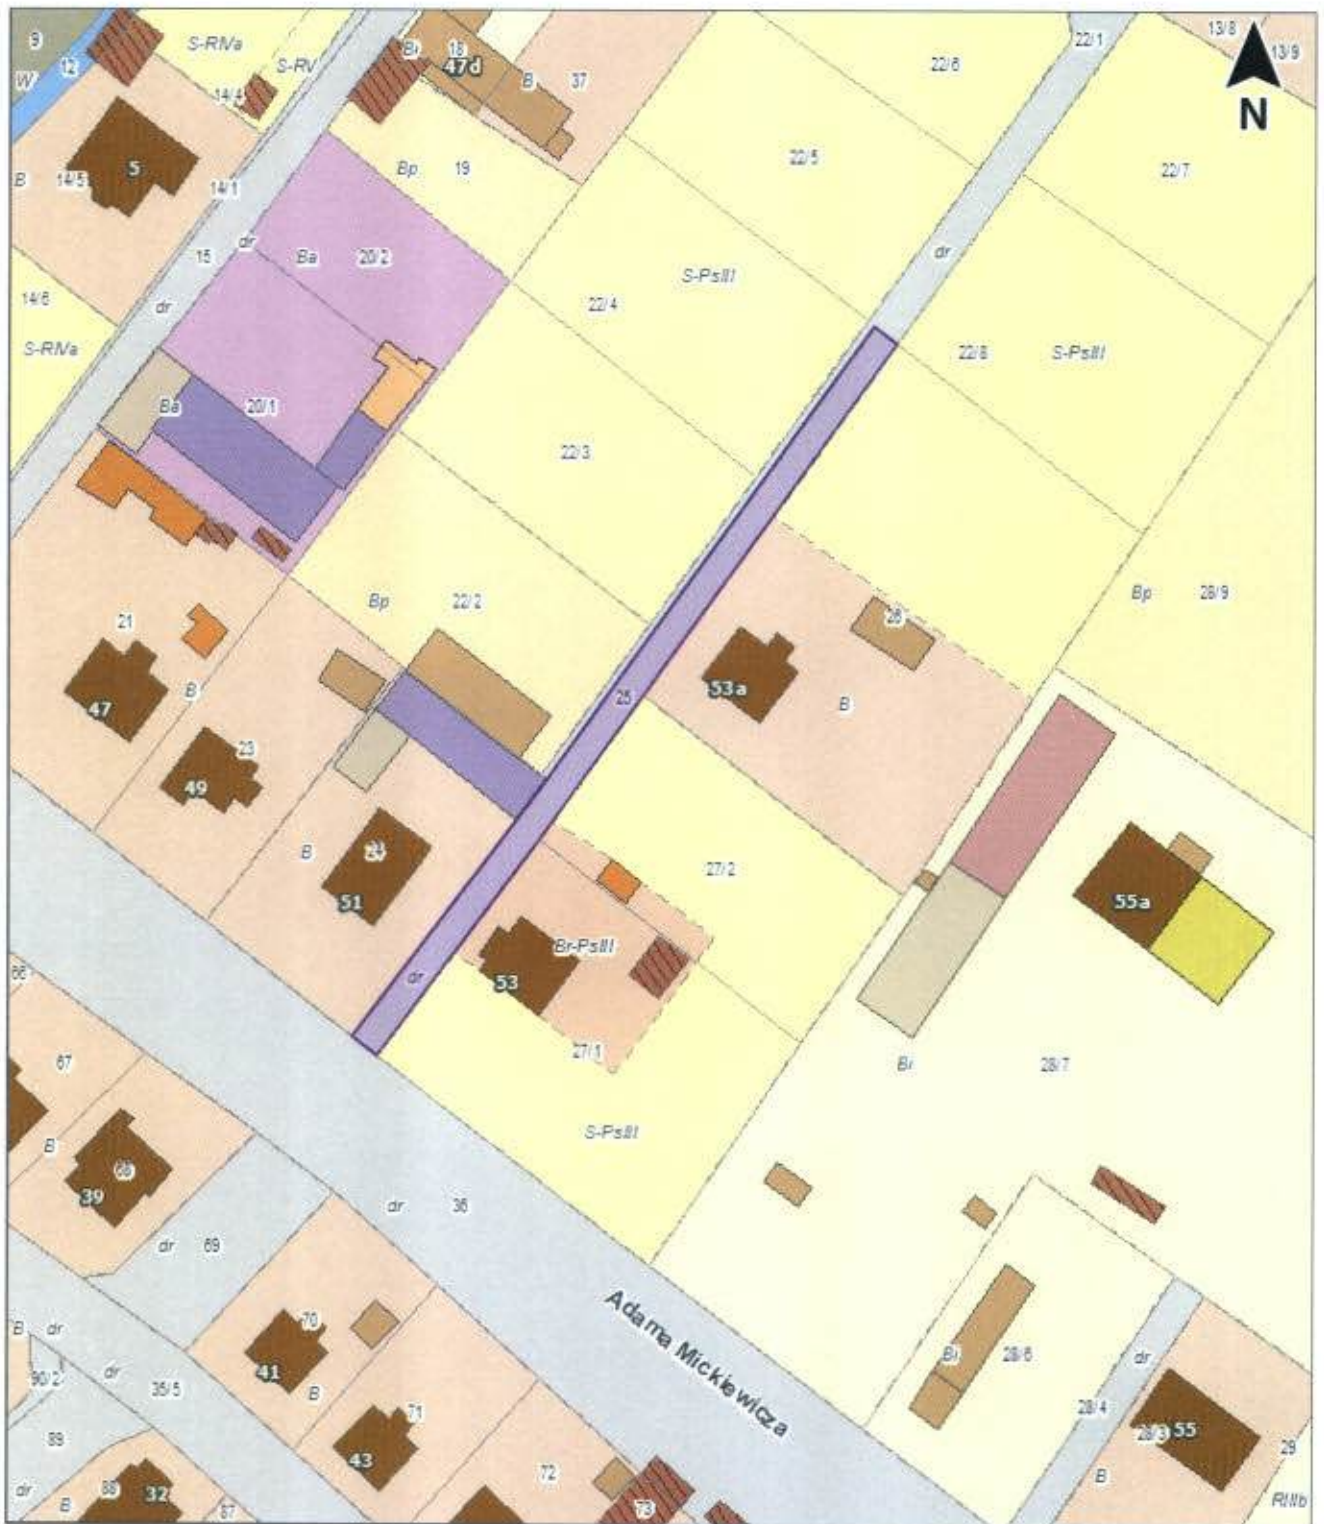 9
12
W
S-RIVa
S-RV
14/4
Bi
18
47d
B
37
22/6
22/1
13/8
13/9
N
5
B
14/5
14/1
Bp
19
22/5
22/7
15
dr
Ba
20/2
dr
S-PsIII
22/4
dr
14/6
S-RIVa
22/8
S-PsIII
Ba
20/1
22/3
Bp
28/9
21
Bp
22/2
26
47
B
53a
B
25
23
49
B
24
51
27/2
55a
dr
Br-PsIII
53
66
27/1
67
Bi
28/7
B
S-PsIII
68
39
dr
36
dr
69
Adama Mickiewicza
B
dr
70
41
dr
90/2
35/5
B
Bi
28/6
dr
71
28/4
89
43
28/3
55
29
72
B
dr
88
32
B
87
73
RIIIb